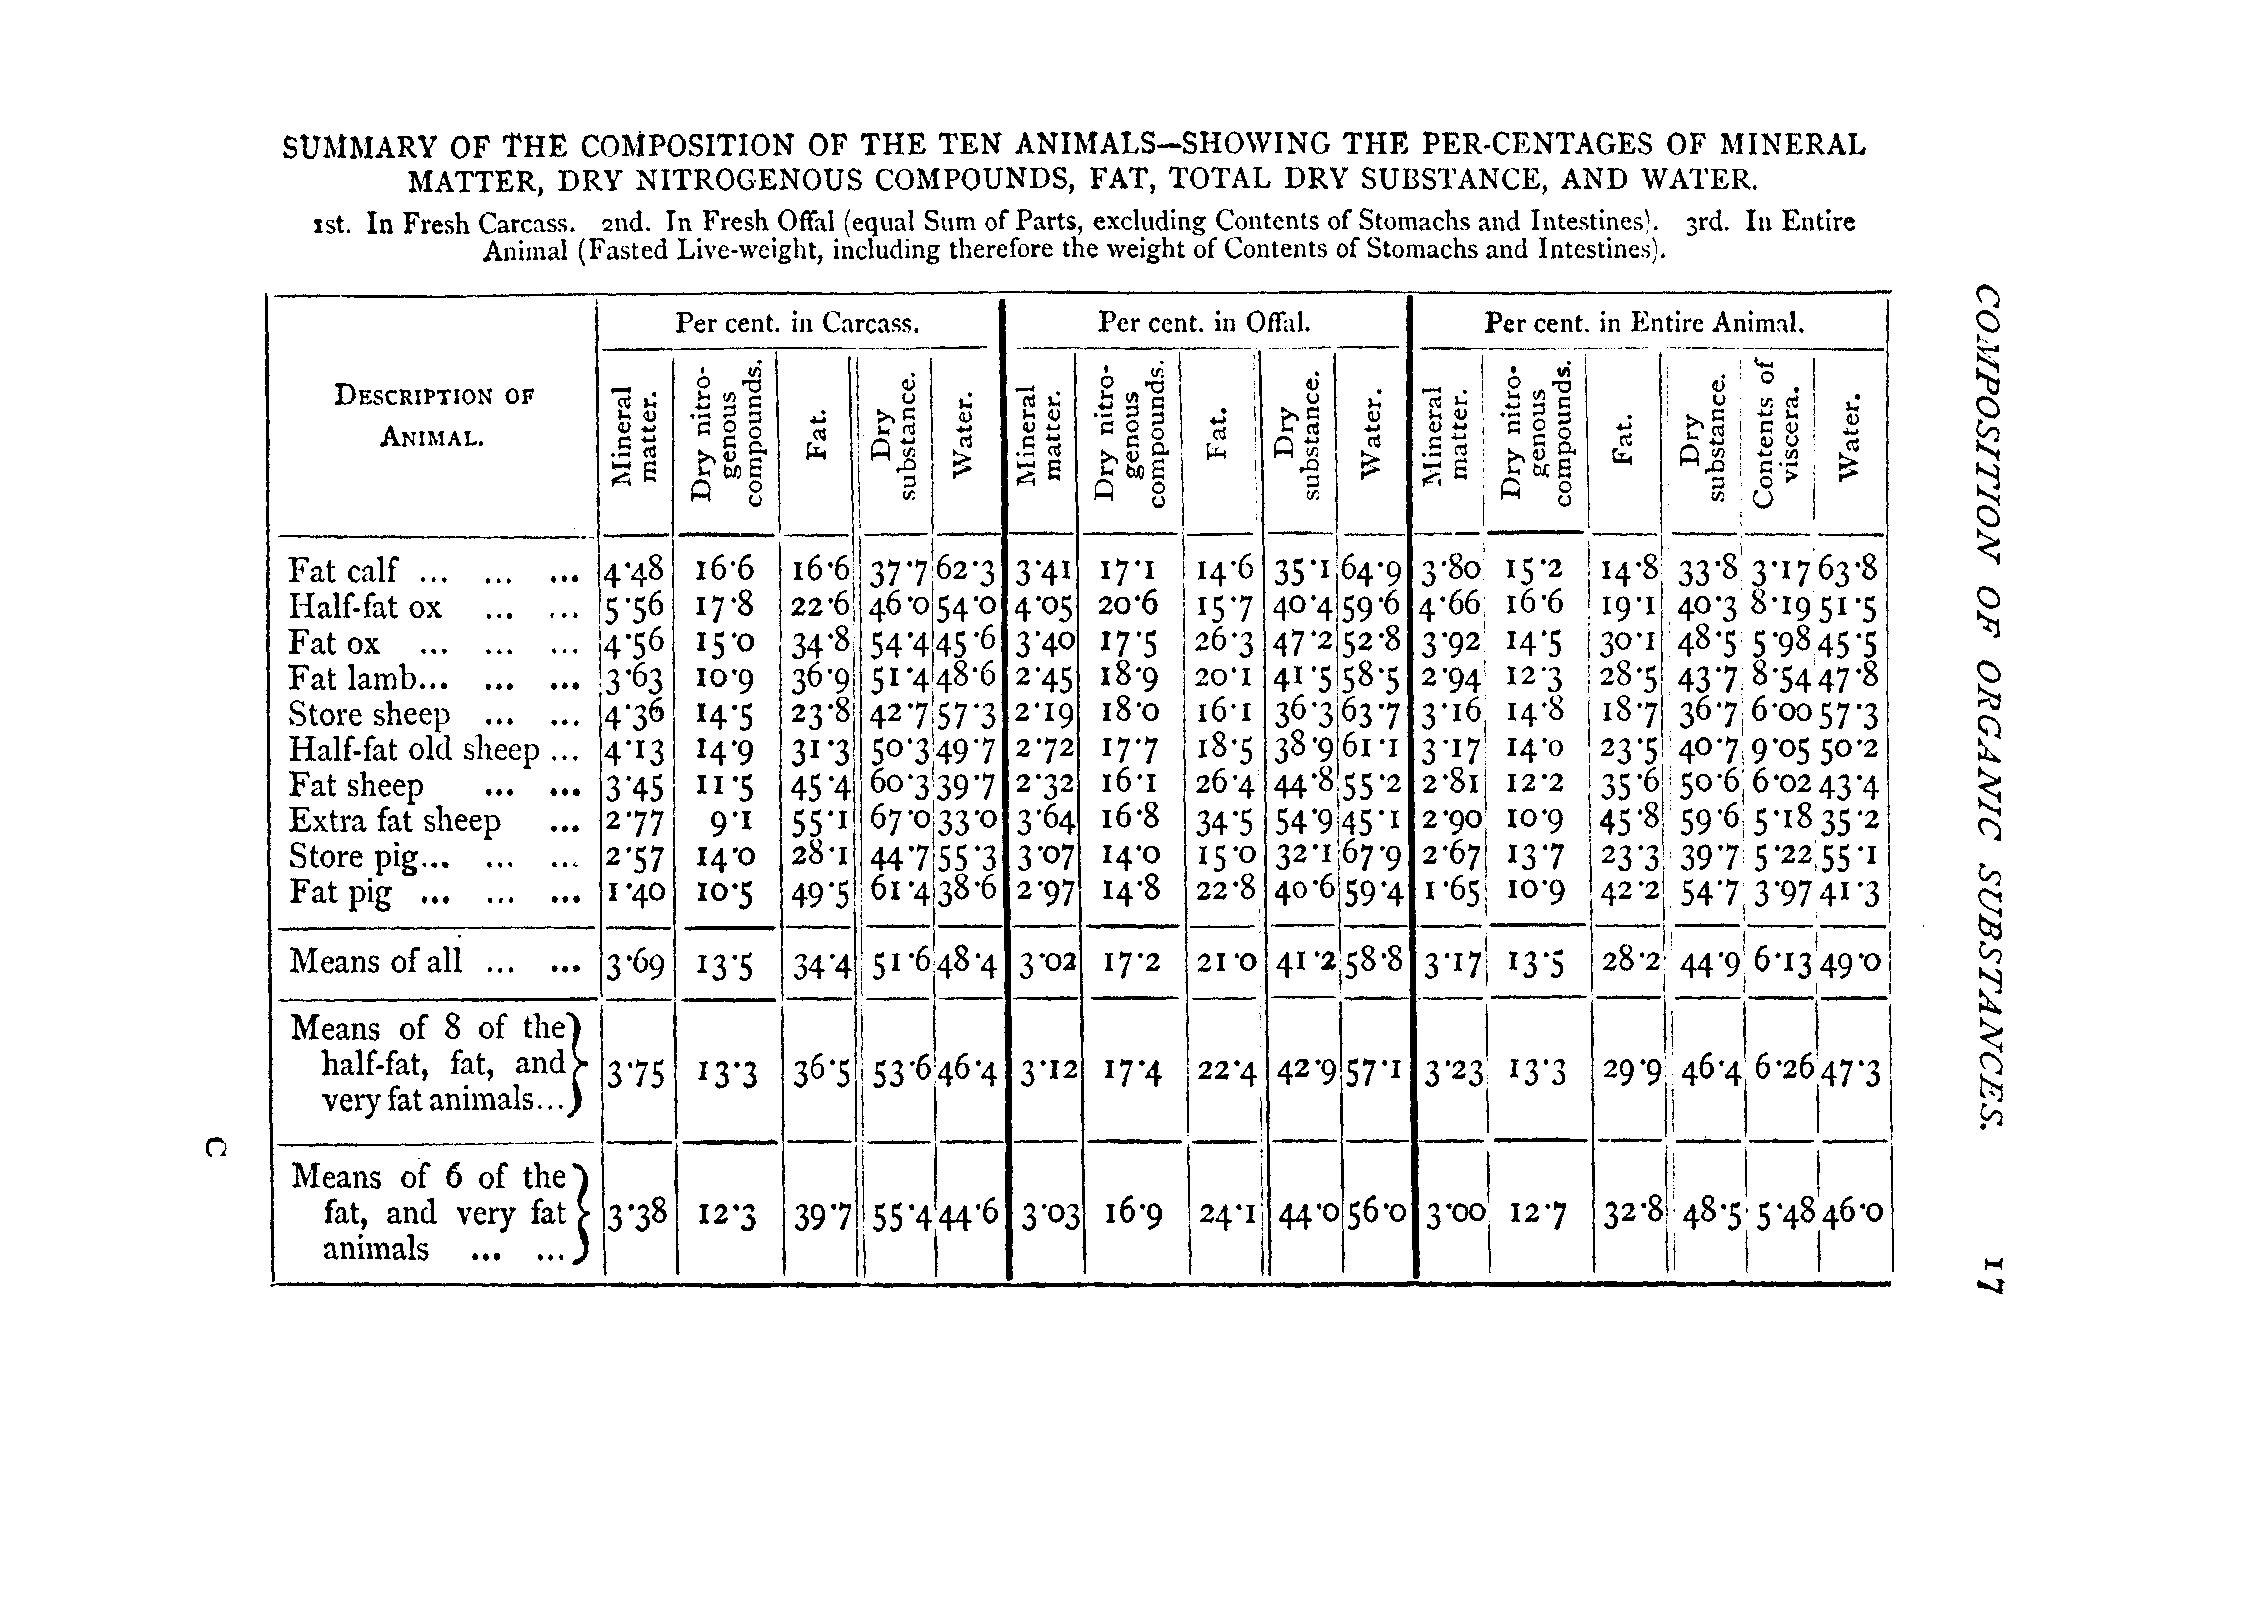 SUMMARY OF THE COMPOSITION OF THE TEN ANIMALS—SHOWING THE PER-CENTAGES OF MINERAL
MATTER, DRY NITROGENOUS COMPOUNDS, FAT, TOTAL DRY SUBSTANCE, AND WATER.
1st. In Fresh Carcass. 2nd. In Fresh Offal (equal Sum of Parts, excluding Contents of Stomachs and Intestines). 3rd. In Entire
Animal (Fasted Live-weight, including therefore the weight of Contents of Stomachs and Intestines).
DESCRIPTION OF ANIMAL. Per cent. in Carcass. Per cent. in Offal. Per cent. in Entire Animal.
Mineral matter. Dry nitro-genous compounds. Fat. Dry substance. Water. Mineral matter. Dry nitro-genous compounds. Fat. Dry substance. Water. Mineral matter. Dry nitro-genous compounds. Fat. Dry substance. Contents of viscera. Water.
Fat calf ... ... ... 4·48 16·6 16·6 37·7 62·3 3·41 17·1 14·6 35·1 64·9 3·80 15·2 14·8 33·8 3·17 63·8
Half-fat ox ... ... 5·56 17·8 22·6 46·0 54·0 4·05 20·6 15·7 40·4 59·6 4·66 16·6 19·1 40·3 8·19 51·5
Fat ox ... ... ... 4·56 15·0 34·8 54·4 45·6 3·40 17·5 26·3 47·2 52·8 3·92 14·5 30·1 48·5 5·98 45·5
Fat lamb... ... ... 3·63 10·9 36·9 51·4 48·6 2·45 18·9 20·1 41·5 58·5 2·94 12·3 28·5 43·7 8·54 47·8
Store sheep ... ... 4·36 14·5 23·8 42·7 57·3 2·19 18·0 16·1 36·3 63·7 3·16 14·8 18·7 36·7 6·00 57·3
Half-fat old sheep ... 4·13 14·9 31·3 50·3 49·7 2·72 17·7 18·5 38·9 61·1 3·17 14·0 23·5 40·7 9·05 50·2
Fat sheep ... ... 3·45 11·5 45·4 60·3 39·7 2·32 16·1 26·4 44·8 55·2 2·81 12·2 35·6 50·6 6·02 43·4
Extra fat sheep ... 2·77 9·1 55·1 67·0 33·0 3·64 16·8 34·5 54·9 45·1 2·90 10·9 45·8 59·6 5·18 35·2
Store pig... ... ... 2·57 14·0 28·1 44·7 55·3 3·07 14·0 15·0 32·1 67·9 2·67 13·7 23·3 39·7 5·22 55·1
Fat pig ... ... ... 1·40 10·5 49·5 61·4 38·6 2·97 14·8 22·8 40·6 59·4 1·65 10·9 42·2 54·7 3·97 41·3
Means of all ... ... 3·69 13·5 34·4 51·6 48·4 3·02 17·2 21·0 41·2 58·8 3·17 13·5 28·2 44·9 6·13 49·0
Means of 8 of the
half-fat, fat, and 3·75 13·3 36·5 53·6 46·4 3·12 17·4 22·4 42·9 57·1 3·23 13·3 29·9 46·4 6·26 47·3
very fat animals...
Means of 6 of the
fat, and very fat 3·38 12·3 39·7 55·4 44·6 3·03 16·9 24·1 44·0 56·0 3·00 12·7 32·8 48·5 5·48 46·0
animals ... ...
COMPOSITION OF ORGANIC SUBSTANCES.
17
C